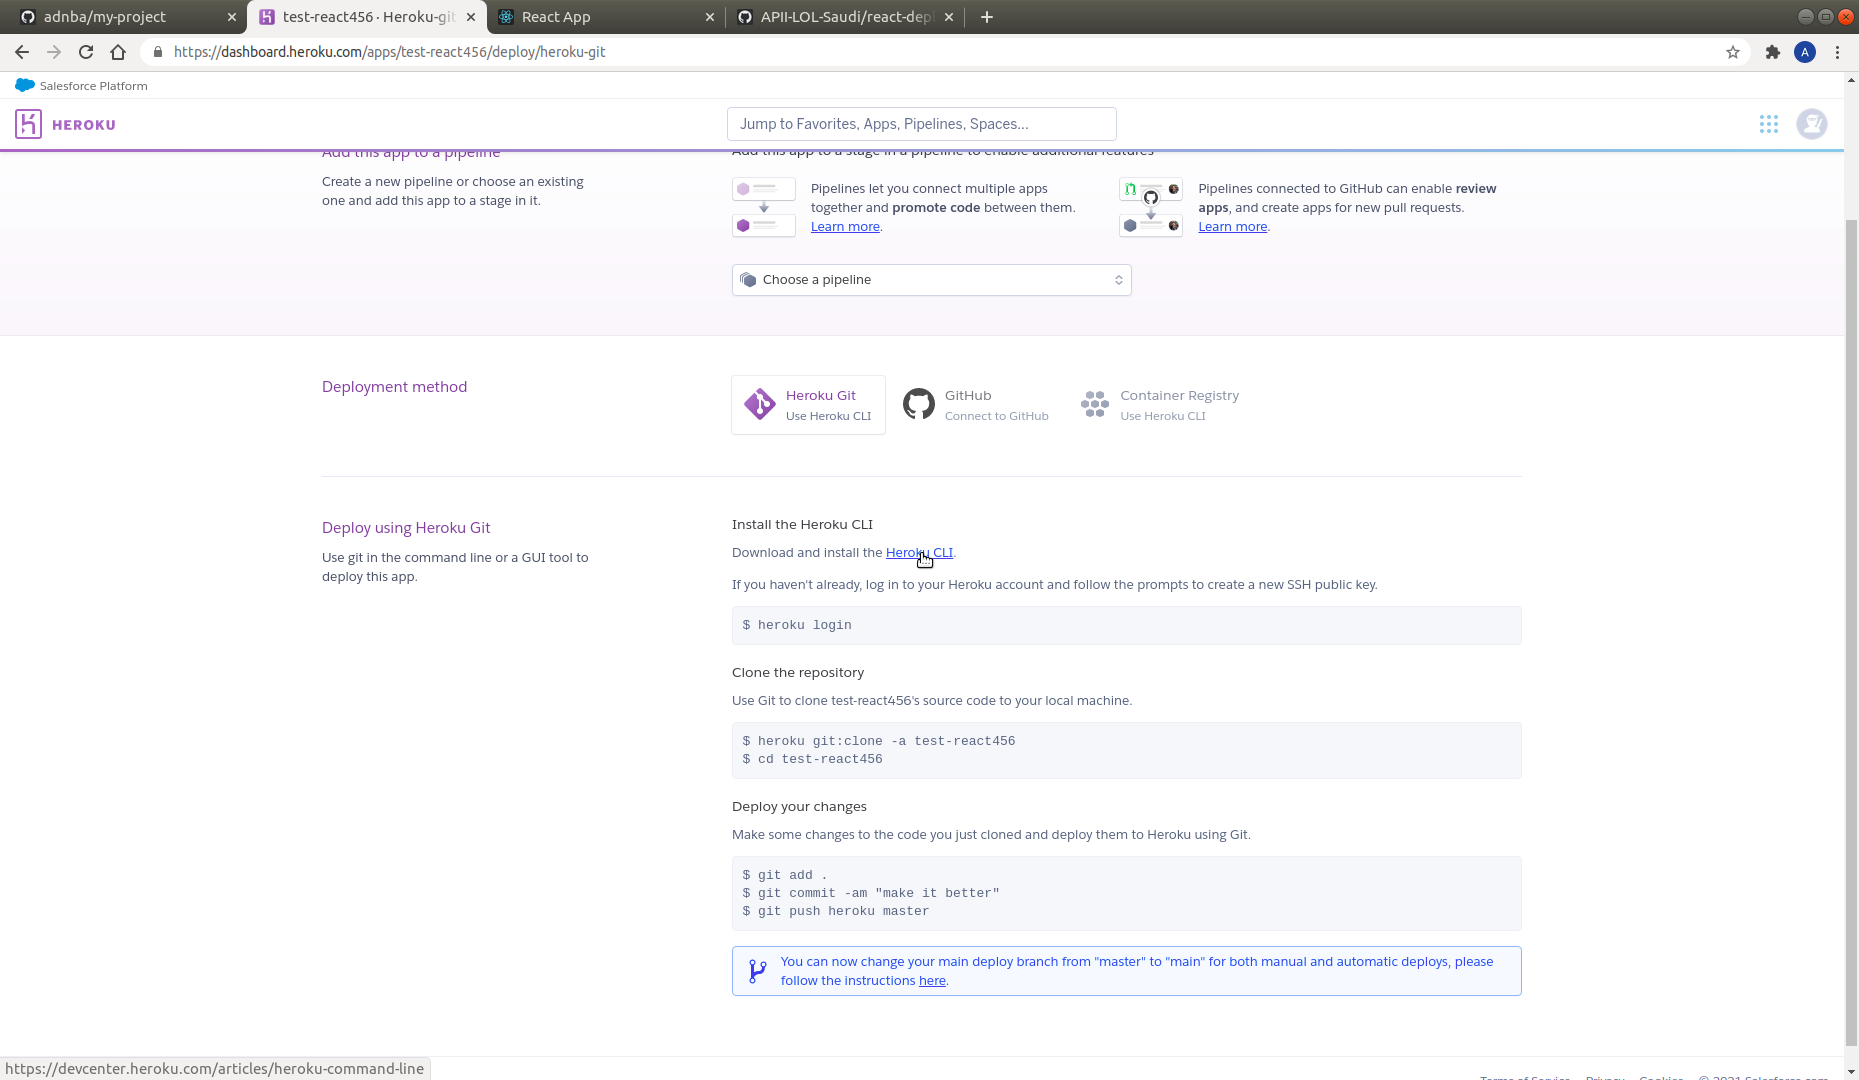 adnba/my-project
test-react456 · Heroku-git
React App
APII-LOL-Saudi/react-dep
https://dashboard.heroku.com/apps/test-react456/deploy/heroku-git
A
Salesforce Platform
HEROKU
Jump to Favorites, Apps, Pipelines, Spaces...
Add this app to a pipeline
Create a new pipeline or choose an existing
one and add this app to a stage in it.
Add this app to a stage in a pipeline to enable additional features
Pipelines let you connect multiple apps
together and promote code between them.
Learn more.
Pipelines connected to GitHub can enable review
apps, and create apps for new pull requests.
Learn more.
Choose a pipeline
Deployment method
Heroku Git
Use Heroku CLI
GitHub
Connect to GitHub
Container Registry
Use Heroku CLI
Deploy using Heroku Git
Use git in the command line or a GUI tool to
deploy this app.
Install the Heroku CLI
Download and install the Heroku CLI.
If you haven't already, log in to your Heroku account and follow the prompts to create a new SSH public key.
$ heroku login
Clone the repository
Use Git to clone test-react456's source code to your local machine.
$ heroku git:clone -a test-react456
$ cd test-react456
Deploy your changes
Make some changes to the code you just cloned and deploy them to Heroku using Git.
$ git add .
$ git commit -am "make it better"
$ git push heroku master
You can now change your main deploy branch from "master" to "main" for both manual and automatic deploys, please
follow the instructions here.
https://devcenter.heroku.com/articles/heroku-command-line
Terms of Service Privacy Cookies © 2021 Salesforce.com